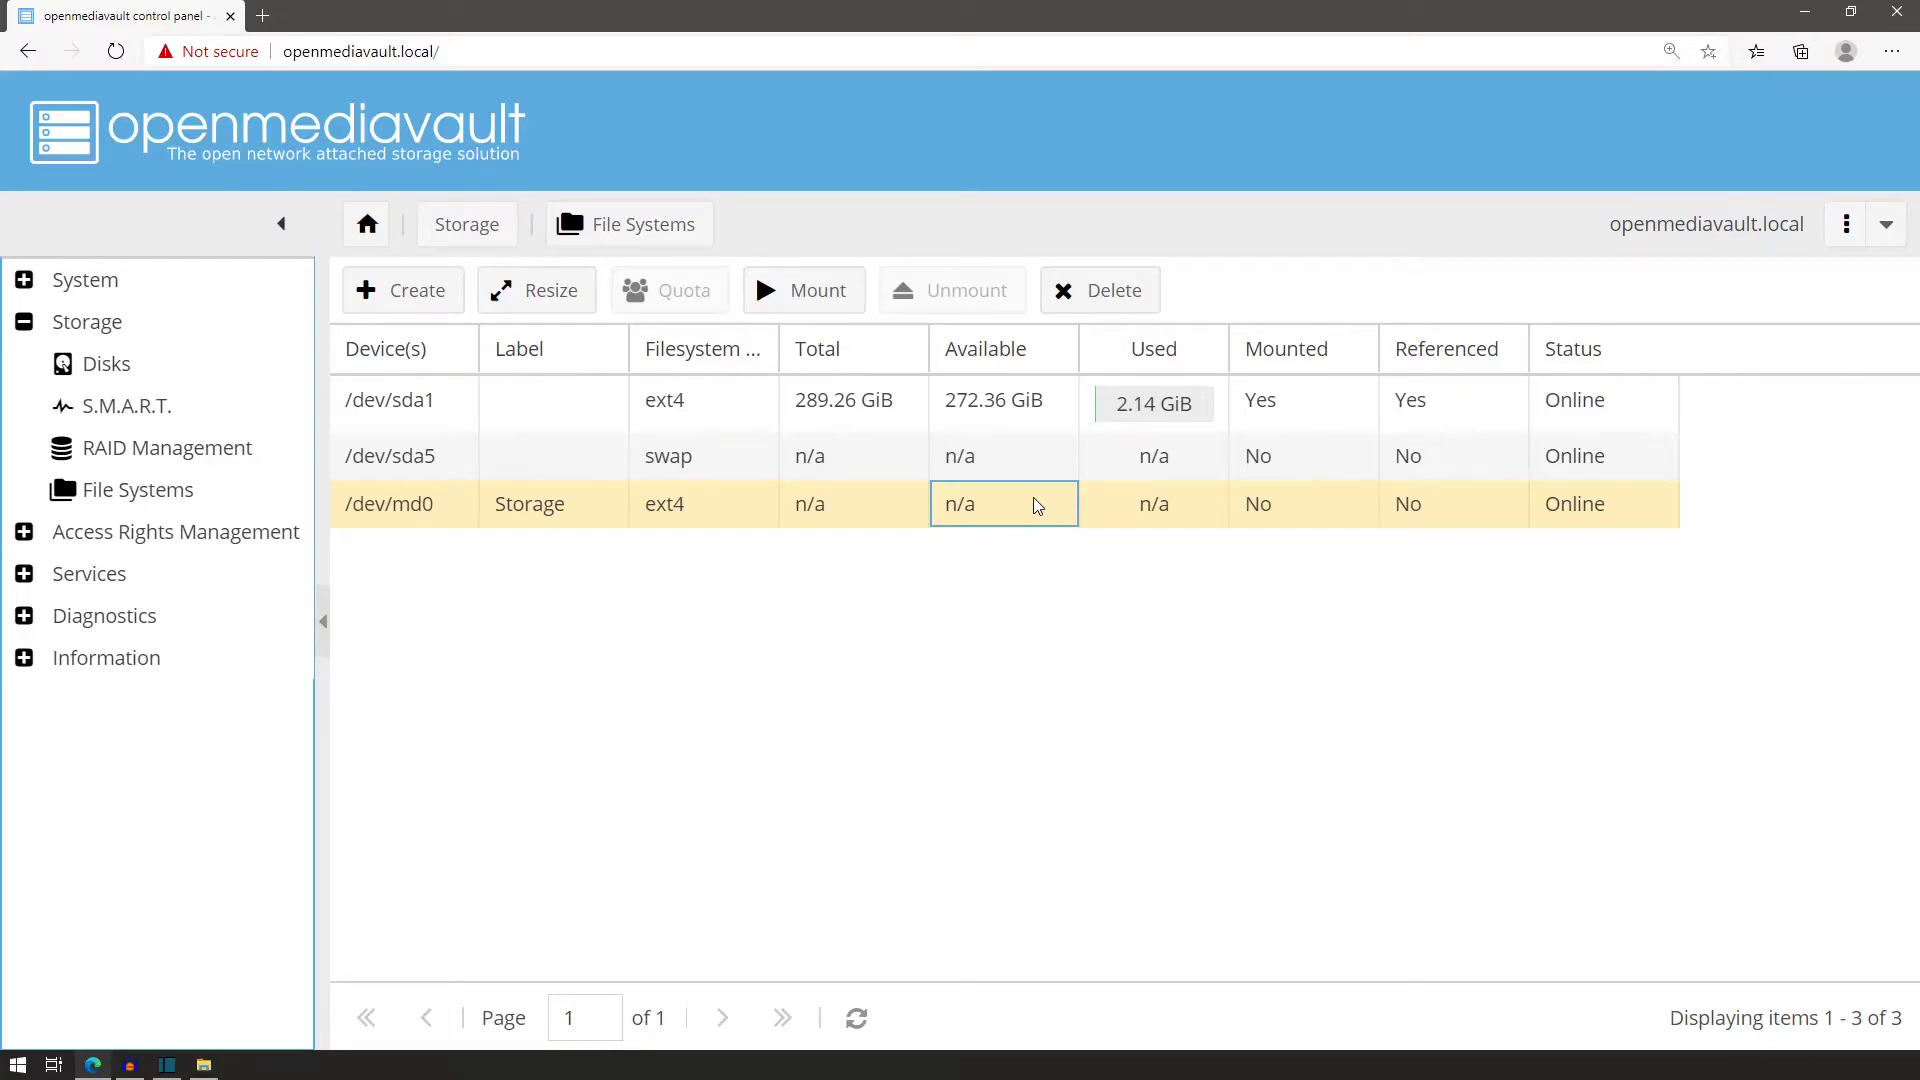 openmediavault control panel -
Not secure
openmediavault.local/
openmediavault
The open network attached storage solution
Storage
File Systems
openmediavault.local
System
Storage
Disks
S.M.A.R.T.
RAID Management
File Systems
Access Rights Management
Services
Diagnostics
Information
Create Resize Quota Mount Unmount Delete
Device(s) Label Filesystem ... Total Available Used Mounted Referenced Status
/dev/sda1 ext4 289.26 GiB 272.36 GiB 2.14 GiB Yes Yes Online
/dev/sda5 swap n/a n/a n/a No No Online
/dev/md0 Storage ext4 n/a n/a n/a No No Online
Page 1 of 1
Displaying items 1 - 3 of 3